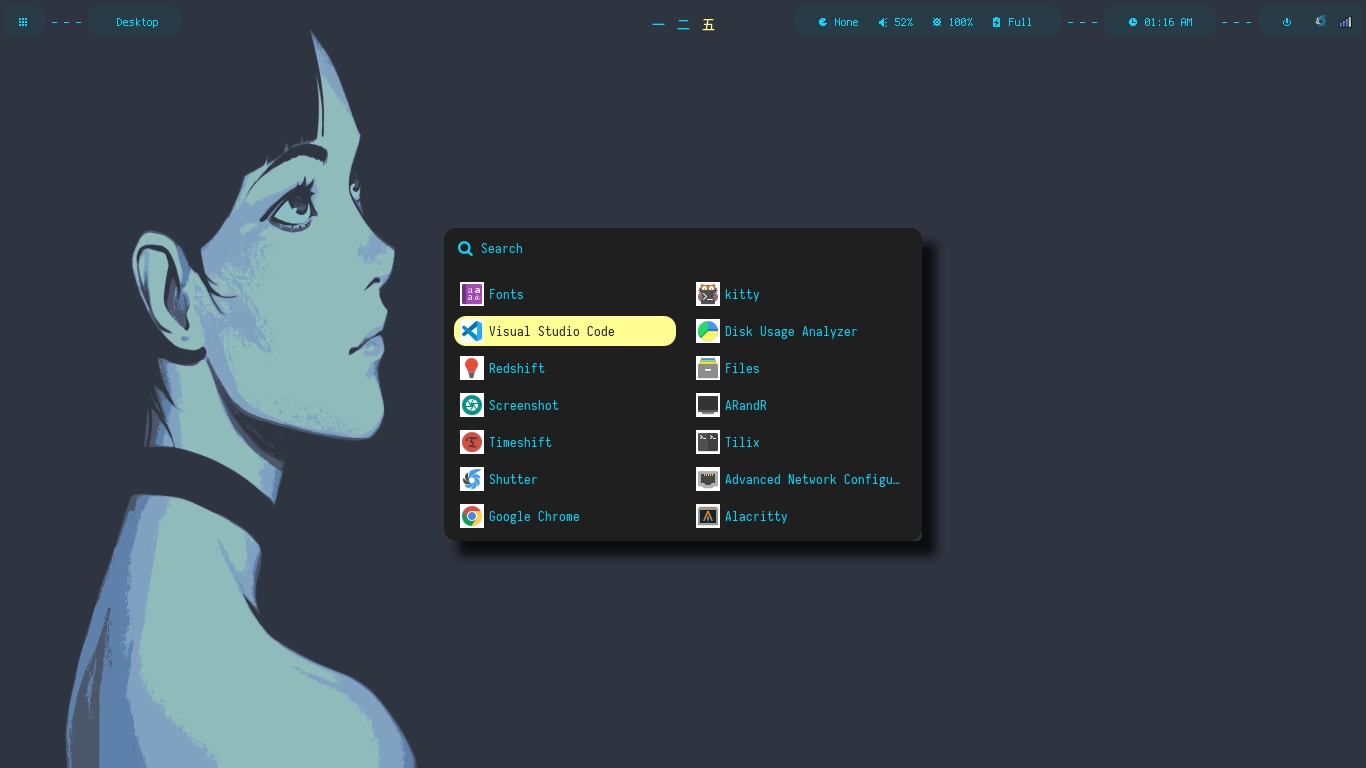 --- Desktop
一 二 五
None 52% 100% Full --- 01:16 AM ---
Search
Fonts
kitty
Visual Studio Code
Disk Usage Analyzer
Redshift
Files
Screenshot
ARandR
Timeshift
Tilix
Shutter
Advanced Network Configu…
Google Chrome
Alacritty